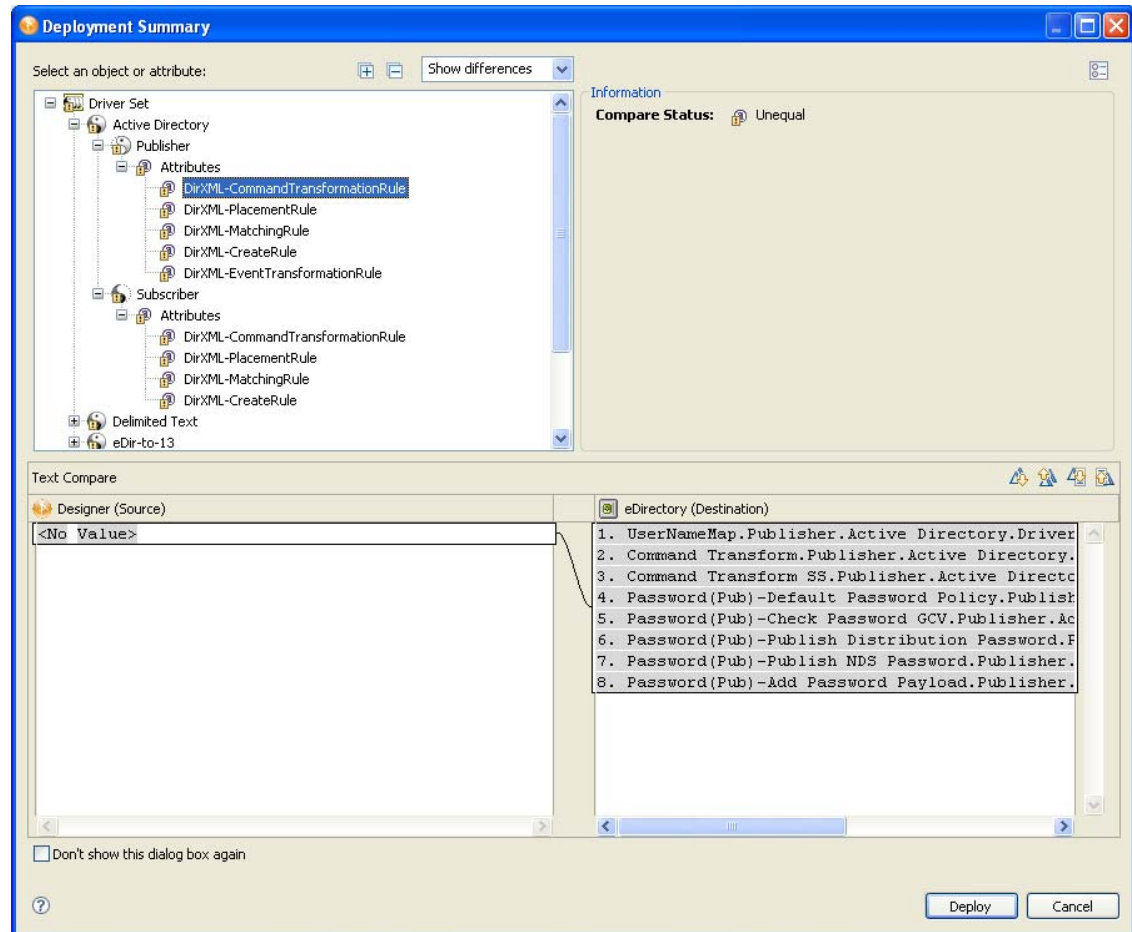 Deployment Summary
Select an object or attribute:
Show differences
Driver Set
Active Directory
Publisher
Attributes
DirXML-CommandTransformationRule
DirXML-PlacementRule
DirXML-MatchingRule
DirXML-CreateRule
DirXML-EventTransformationRule
Subscriber
Attributes
DirXML-CommandTransformationRule
DirXML-PlacementRule
DirXML-MatchingRule
DirXML-CreateRule
Delimited Text
eDir-to-13
Information
Compare Status: Unequal
Text Compare
Designer (Source)
<No Value>
eDirectory (Destination)
1. UserNameMap.Publisher.Active Directory.Driver
2. Command Transform.Publisher.Active Directory.
3. Command Transform SS.Publisher.Active Directo
4. Password(Pub)-Default Password Policy.Publish
5. Password(Pub)-Check Password GCV.Publisher.Ac
6. Password(Pub)-Publish Distribution Password.P
7. Password(Pub)-Publish NDS Password.Publisher.
8. Password(Pub)-Add Password Payload.Publisher.
Don't show this dialog box again
Deploy
Cancel